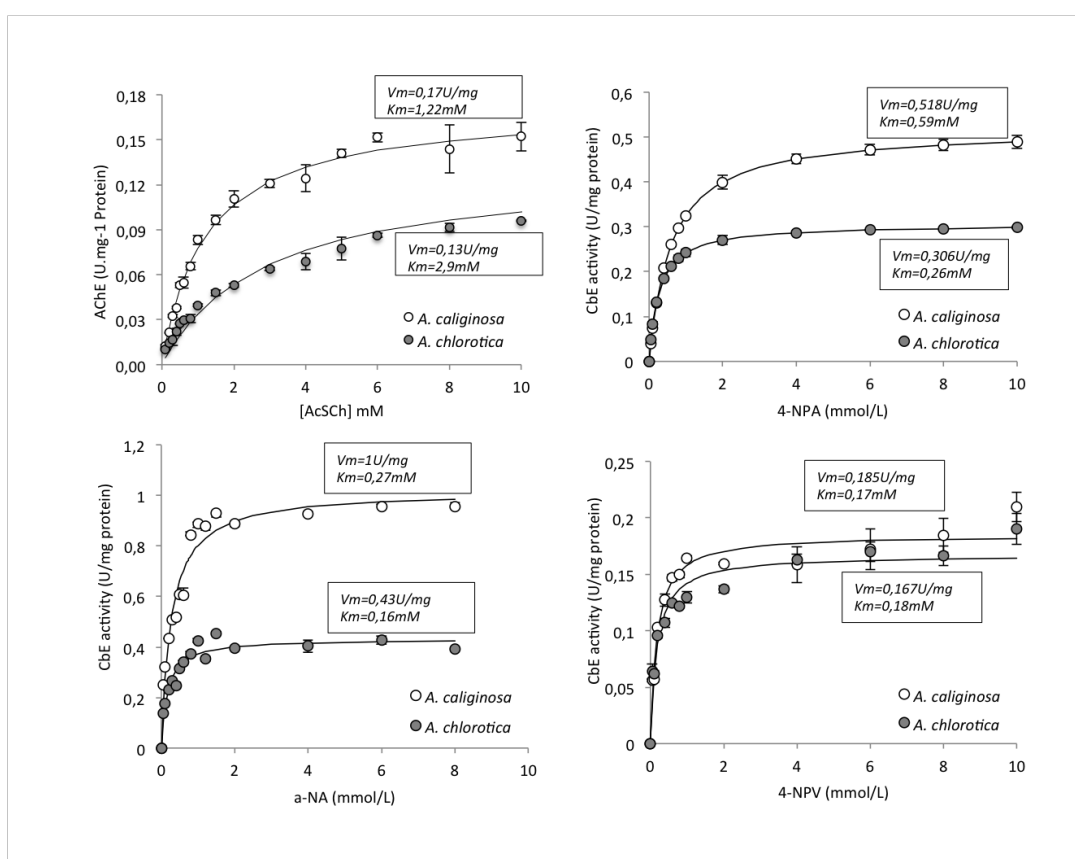 Vm=0,17U/mg
Km=1,22mM
0,18
0,15
0,12
0,09
0,06
0,03
0,00
AChE (U.mg-1 Protein)
Vm=0,13U/mg
Km=2,9mM
A. caliginosa
A. chlorotica
0 2 4 6 8 10
[AcSCh] mM
Vm=0,518U/mg
Km=0,59mM
0,6
0,5
0,4
0,3
0,2
0,1
0
CbE activity (U/mg protein)
Vm=0,306U/mg
Km=0,26mM
A. caliginosa
A. chlorotica
0 2 4 6 8 10
4-NPA (mmol/L)
Vm=1U/mg
Km=0,27mM
1,2
1
0,8
0,6
0,4
0,2
0
CbE activity (U/mg protein)
Vm=0,43U/mg
Km=0,16mM
A. caliginosa
A. chlorotica
0 2 4 6 8 10
a-NA (mmol/L)
Vm=0,185U/mg
Km=0,17mM
0,25
0,2
0,15
0,1
0,05
0
CbE activity (U/mg protein)
Vm=0,167U/mg
Km=0,18mM
A. caliginosa
A. chlorotica
0 2 4 6 8 10
4-NPV (mmol/L)